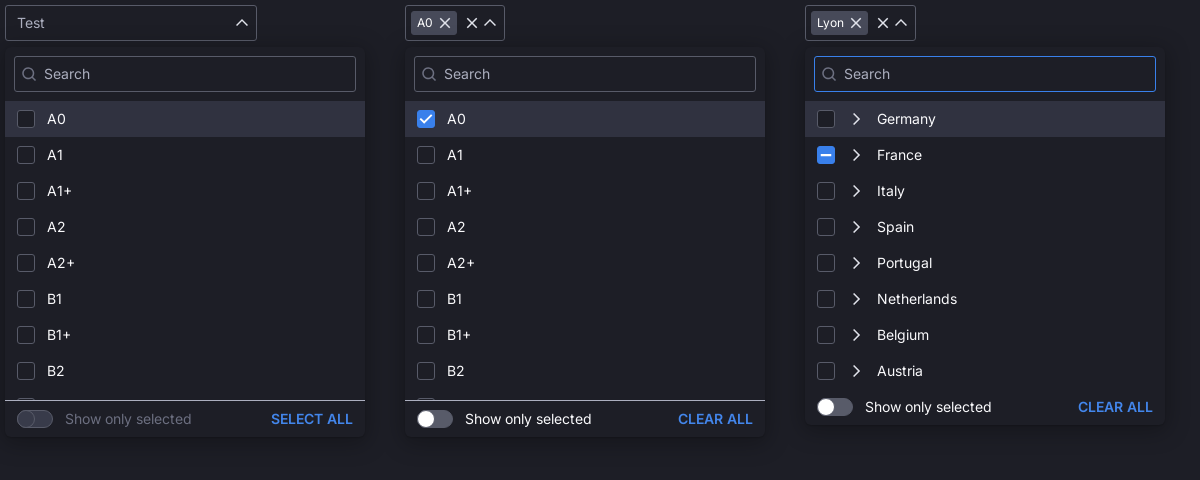 Test
Search
A0
A1
A1+
A2
A2+
B1
B1+
B2
Show only selected
SELECT ALL
A0
Search
A0
A1
A1+
A2
A2+
B1
B1+
B2
Show only selected
CLEAR ALL
Lyon
Search
Germany
France
Italy
Spain
Portugal
Netherlands
Belgium
Austria
Show only selected
CLEAR ALL